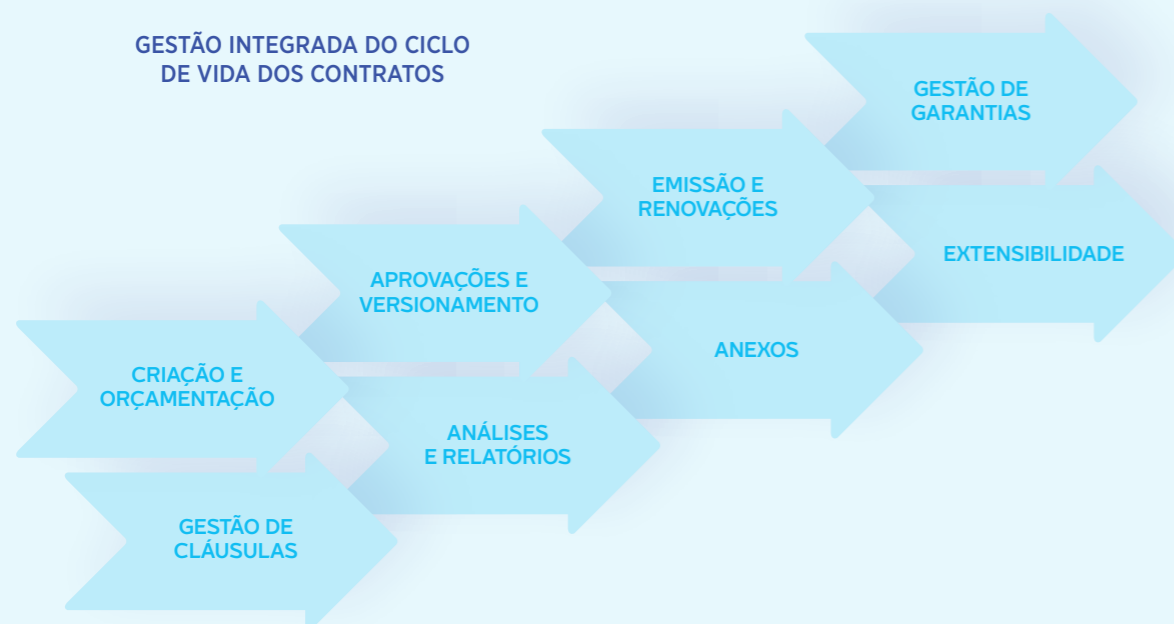 GESTÃO INTEGRADA DO CICLO
DE VIDA DOS CONTRATOS
GESTÃO DE
GARANTIAS
EMISSÃO E
RENOVAÇÕES
EXTENSIBILIDADE
APROVAÇÕES E
VERSIONAMENTO
ANEXOS
CRIAÇÃO E
ORÇAMENTAÇÃO
ANÁLISES
E RELATÓRIOS
GESTÃO DE
CLÁUSULAS